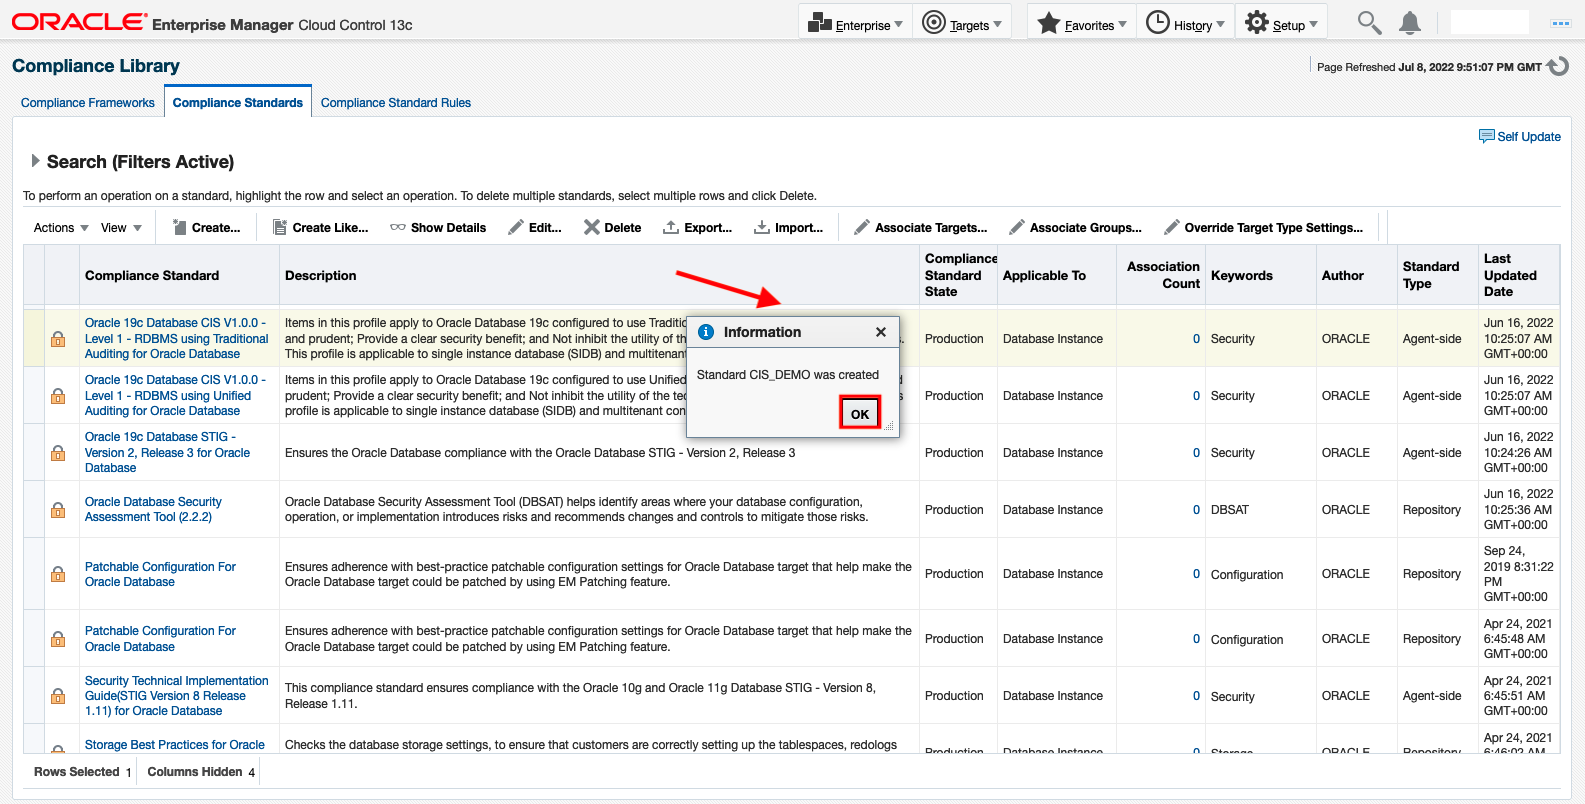 ORACLE® Enterprise Manager Cloud Control 13c
Enterprise
Targets
Favorites
History
Setup
Compliance Library
Page Refreshed Jul 8, 2022 9:51:07 PM GMT
Compliance Frameworks
Compliance Standards
Compliance Standard Rules
Self Update
Search (Filters Active)
To perform an operation on a standard, highlight the row and select an operation. To delete multiple standards, select multiple rows and click Delete.
Actions View Create... Create Like... Show Details Edit... Delete Export... Import... Associate Targets... Associate Groups... Override Target Type Settings...
Compliance Standard
Description
Compliance
Standard
State
Applicable To
Association
Count
Keywords
Author
Standard
Type
Last
Updated
Date
Oracle 19c Database CIS V1.0.0 -
Level 1 - RDBMS using Traditional
Auditing for Oracle Database
Items in this profile apply to Oracle Database 19c configured to use Traditio
and prudent; Provide a clear security benefit; and Not inhibit the utility of th
This profile is applicable to single instance database (SIDB) and multitenant
Production
Database Instance
0
Security
ORACLE
Agent-side
Jun 16, 2022
10:25:07 AM
GMT+00:00
Oracle 19c Database CIS V1.0.0 -
Level 1 - RDBMS using Unified
Auditing for Oracle Database
Items in this profile apply to Oracle Database 19c configured to use Unified
prudent; Provide a clear security benefit; and Not inhibit the utility of the tec
profile is applicable to single instance database (SIDB) and multitenant con
Production
Database Instance
0
Security
ORACLE
Agent-side
Jun 16, 2022
10:25:07 AM
GMT+00:00
Information
Standard CIS_DEMO was created
OK
Oracle 19c Database STIG -
Version 2, Release 3 for Oracle
Database
Ensures the Oracle Database compliance with the Oracle Database STIG - Version 2, Release 3
Production
Database Instance
0
Security
ORACLE
Agent-side
Jun 16, 2022
10:24:26 AM
GMT+00:00
Oracle Database Security
Assessment Tool (2.2.2)
Oracle Database Security Assessment Tool (DBSAT) helps identify areas where your database configuration,
operation, or implementation introduces risks and recommends changes and controls to mitigate those risks.
Production
Database Instance
0
DBSAT
ORACLE
Repository
Jun 16, 2022
10:25:36 AM
GMT+00:00
Patchable Configuration For
Oracle Database
Ensures adherence with best-practice patchable configuration settings for Oracle Database target that help make the
Oracle Database target could be patched by using EM Patching feature.
Production
Database Instance
0
Configuration
ORACLE
Repository
Sep 24,
2019 8:31:22
PM
GMT+00:00
Patchable Configuration For
Oracle Database
Ensures adherence with best-practice patchable configuration settings for Oracle Database target that help make the
Oracle Database target could be patched by using EM Patching feature.
Production
Database Instance
0
Configuration
ORACLE
Repository
Apr 24, 2021
6:45:48 AM
GMT+00:00
Security Technical Implementation
Guide(STIG Version 8 Release
1.11) for Oracle Database
This compliance standard ensures compliance with the Oracle 10g and Oracle 11g Database STIG - Version 8,
Release 1.11.
Production
Database Instance
0
Security
ORACLE
Agent-side
Apr 24, 2021
6:45:51 AM
GMT+00:00
Storage Best Practices for Oracle
Checks the database storage settings, to ensure that customers are correctly setting up the tablespaces, redologs
Production
Database Instance
0
Storage
ORACLE
Repository
Apr 24, 2021
6:46:02 AM
Rows Selected 1 Columns Hidden 4